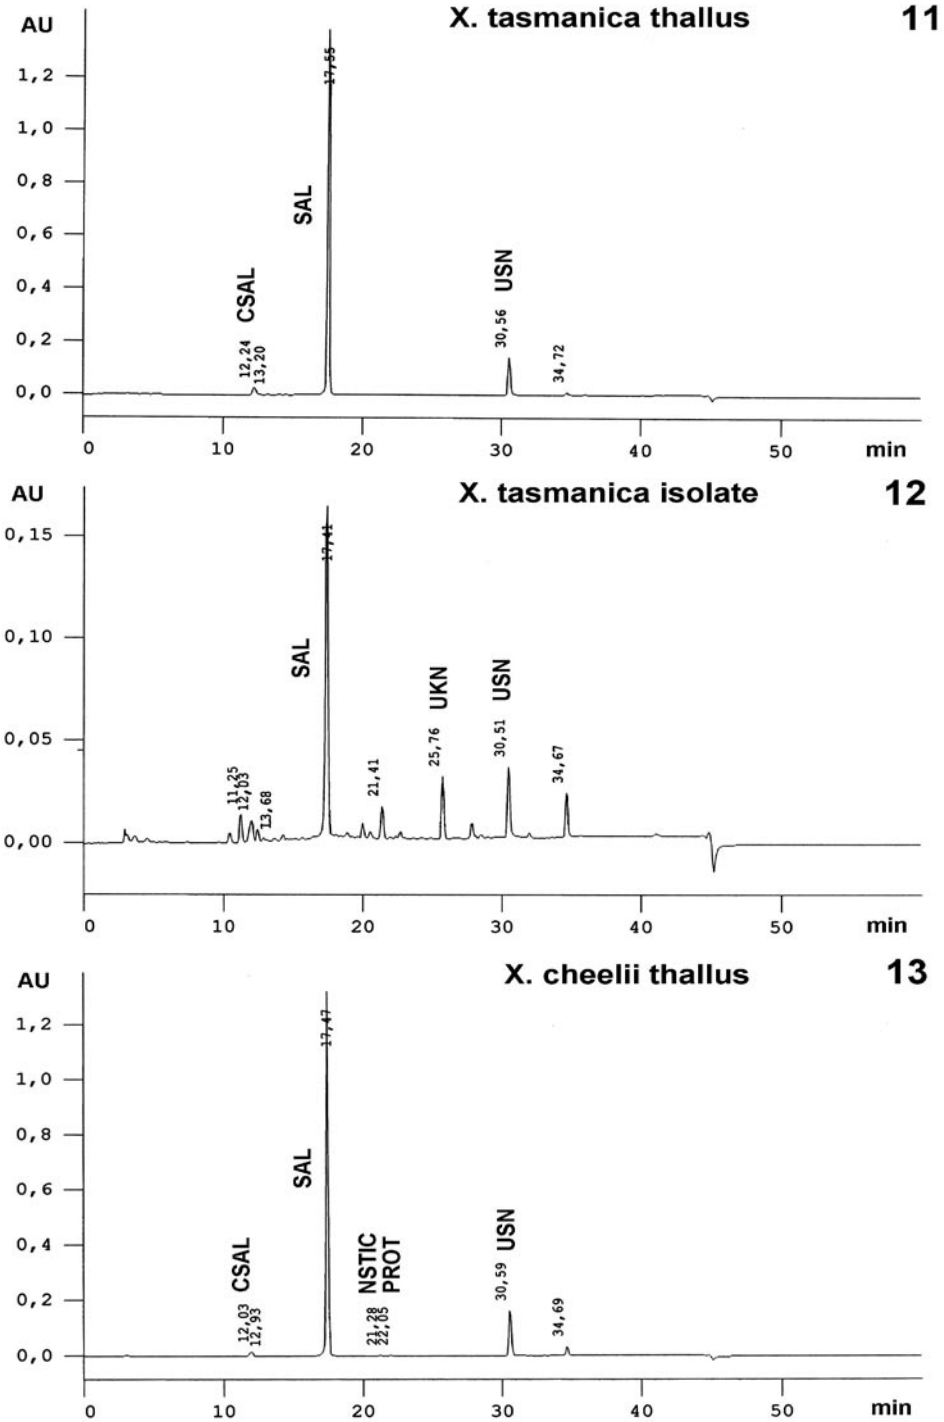 AU X. tasmanica thallus 11
17,55
1,2
1,0
0,8
SAL
0,6
USN
0,4
CSAL
30,56
0,2
12,24
13,20
34,72
0,0
0 10 20 30 40 50 min
AU X. tasmanica isolate 12
17,41
0,15
0,10
SAL
UKN
USN
0,05
25,76
30,51
34,67
21,41
11,25
12,03
13,68
0,00
0 10 20 30 40 50 min
AU X. cheelii thallus 13
17,47
1,2
1,0
0,8
SAL
0,6
0,4
CSAL
NSTIC
PROT
USN
30,59
0,2
12,03
12,93
21,28
22,05
34,69
0,0
0 10 20 30 40 50 min